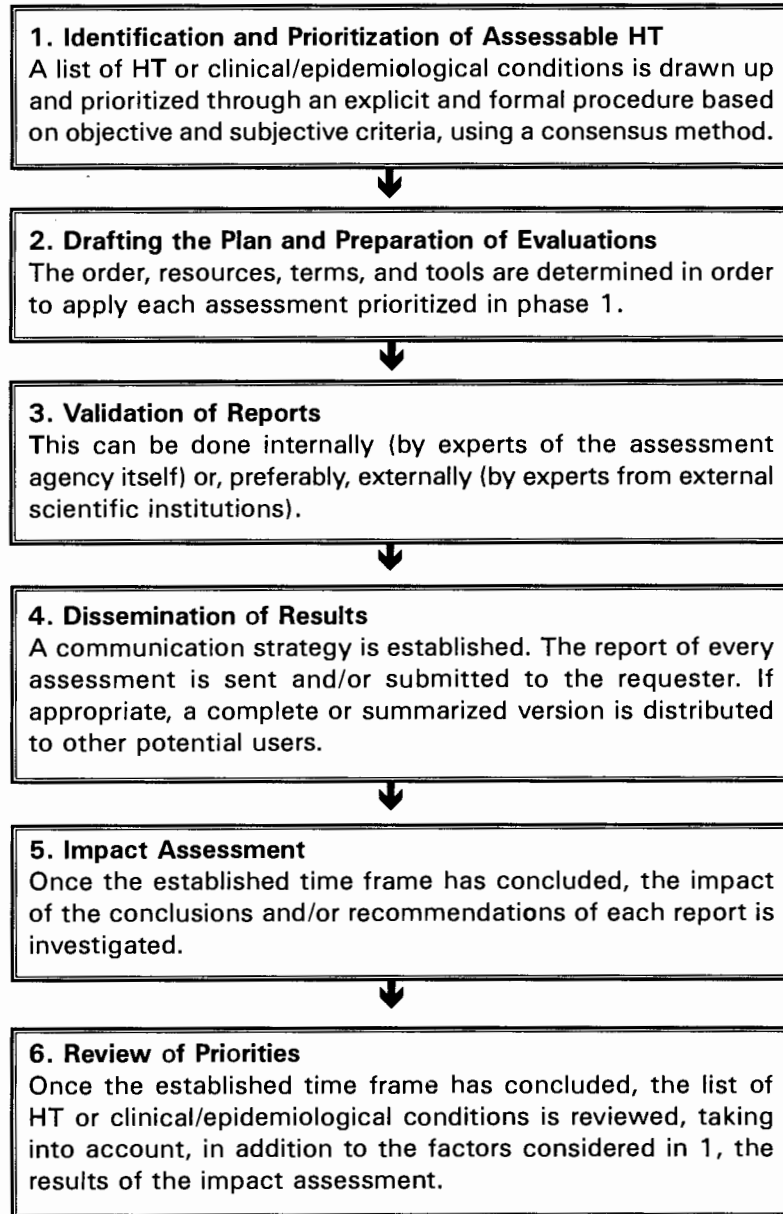 1. Identification and Prioritization of Assessable HT
A list of HT or clinical/epidemiological conditions is drawn up
and prioritized through an explicit and formal procedure based
on objective and subjective criteria, using a consensus method.
2. Drafting the Plan and Preparation of Evaluations
The order, resources, terms, and tools are determined in order
to apply each assessment prioritized in phase 1.
3. Validation of Reports
This can be done internally (by experts of the assessment
agency itself) or, preferably, externally (by experts from external
scientific institutions).
4. Dissemination of Results
A communication strategy is established. The report of every
assessment is sent and/or submitted to the requester. If
appropriate, a complete or summarized version is distributed
to other potential users.
5. Impact Assessment
Once the established time frame has concluded, the impact
of the conclusions and/or recommendations of each report is
investigated.
6. Review of Priorities
Once the established time frame has concluded, the list of
HT or clinical/epidemiological conditions is reviewed, taking
into account, in addition to the factors considered in 1, the
results of the impact assessment.